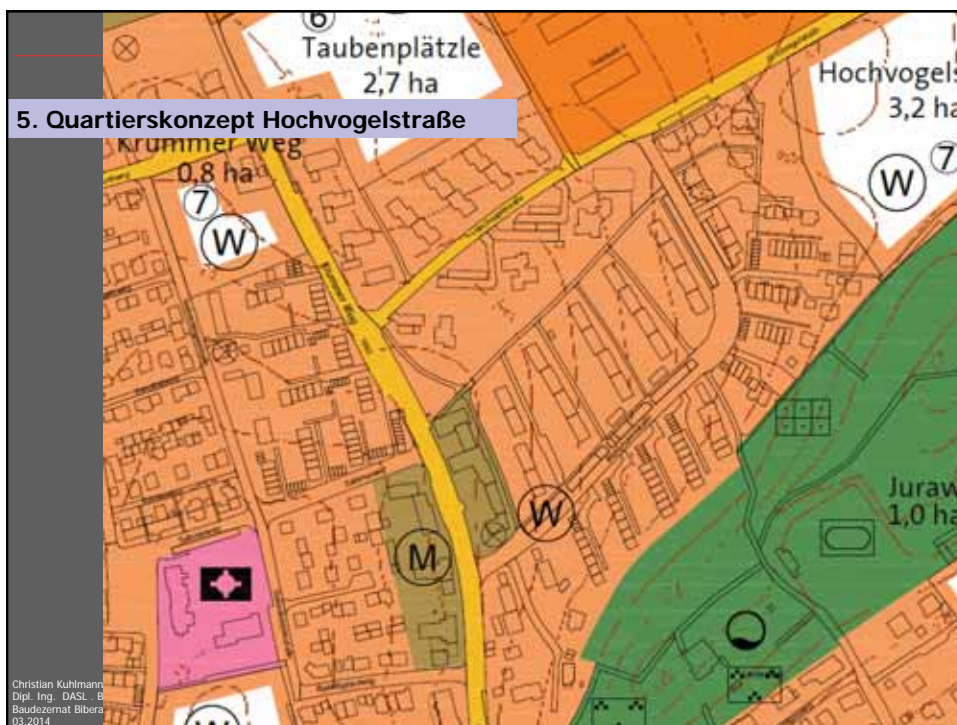 6
Taubenplätzle
2,7 ha
Hochvogels
3,2 ha
5. Quartierskonzept Hochvogelstraße
Krummer Weg
0,8 ha
7
W
W
7
W
M
Juraw
1,0 ha
W
Christian Kuhlmann
Dipl. Ing. DASL . B
Baudezernat Bibera
03.2014